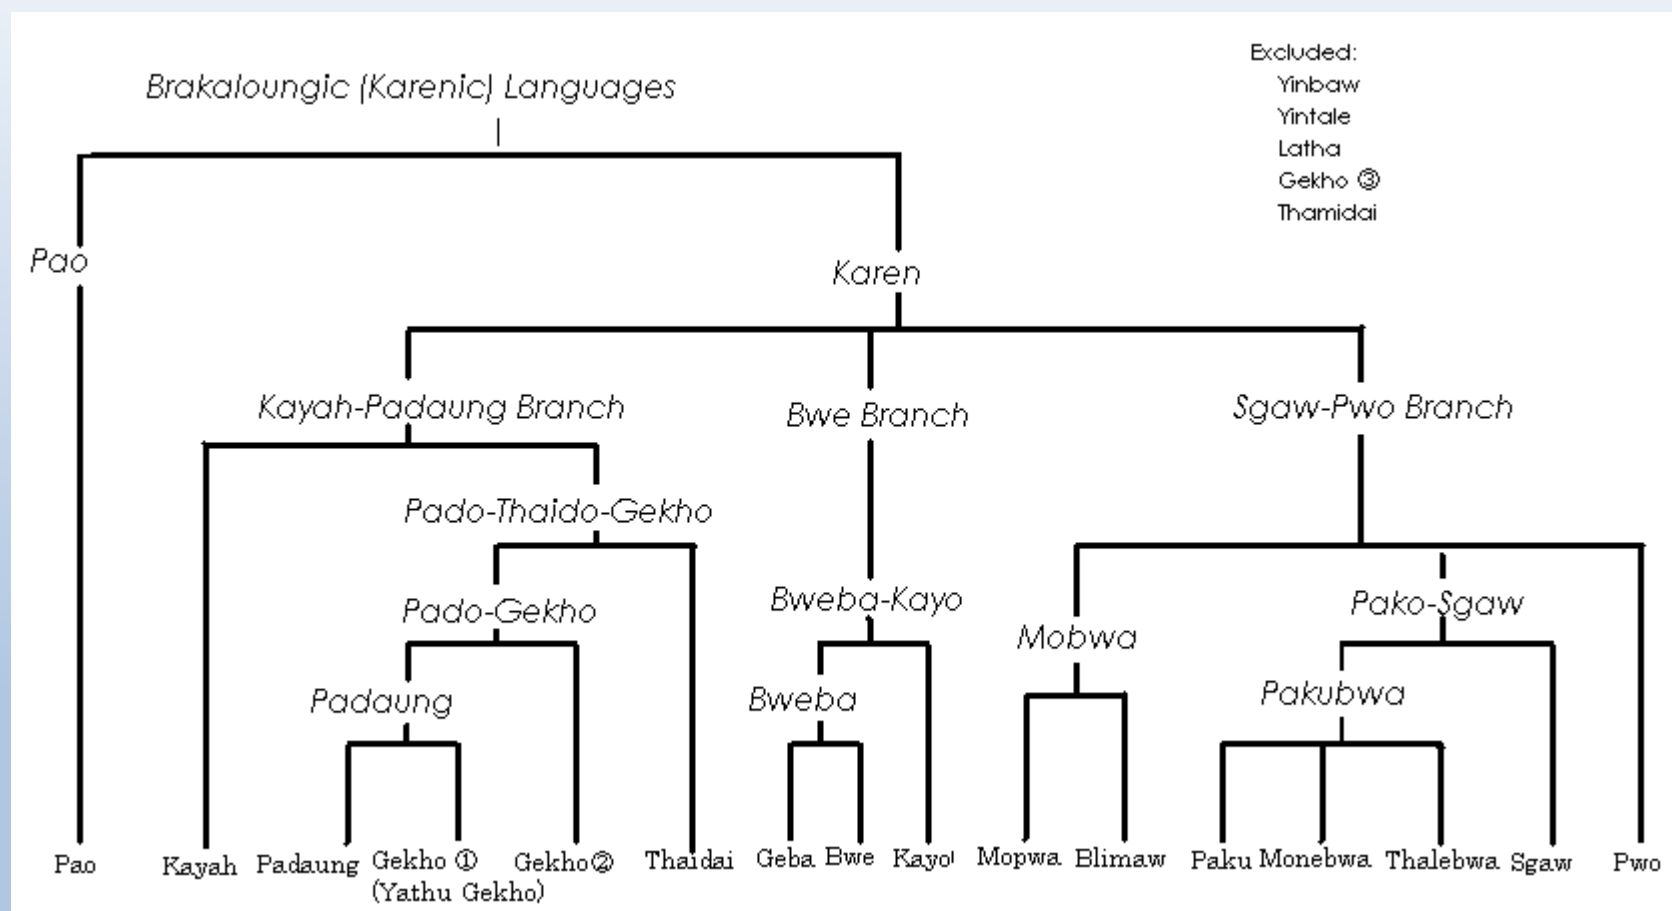 Excluded:
Yinbaw
Yintale
Latha
Gekho ③
Thamidai
Brakaloungic (Karenic) Languages
Pao
Karen
Kayah-Padaung Branch
Bwe Branch
Sgaw-Pwo Branch
Pado-Thaido-Gekho
Pado-Gekho
Bweba-Kayo
Pako-Sgaw
Mobwa
Padaung
Bweba
Pakubwa
Pao
Kayah
Padaung
Gekho ①
(Yathu Gekho)
Gekho②
Thaidai
Geba
Bwe
Kayo
Mopwa
Blimaw
Paku
Monebwa
Thalebwa
Sgaw
Pwo